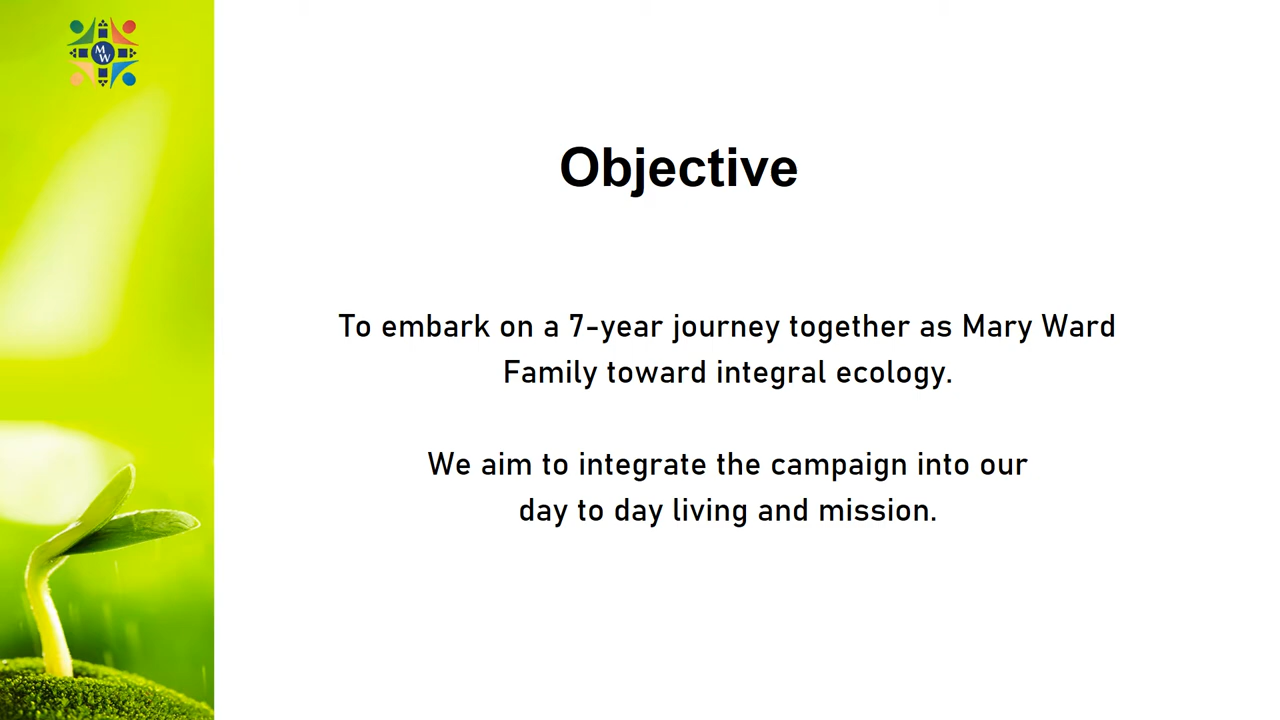 M
W
Objective
To embark on a 7-year journey together as Mary Ward
Family toward integral ecology.
We aim to integrate the campaign into our
day to day living and mission.